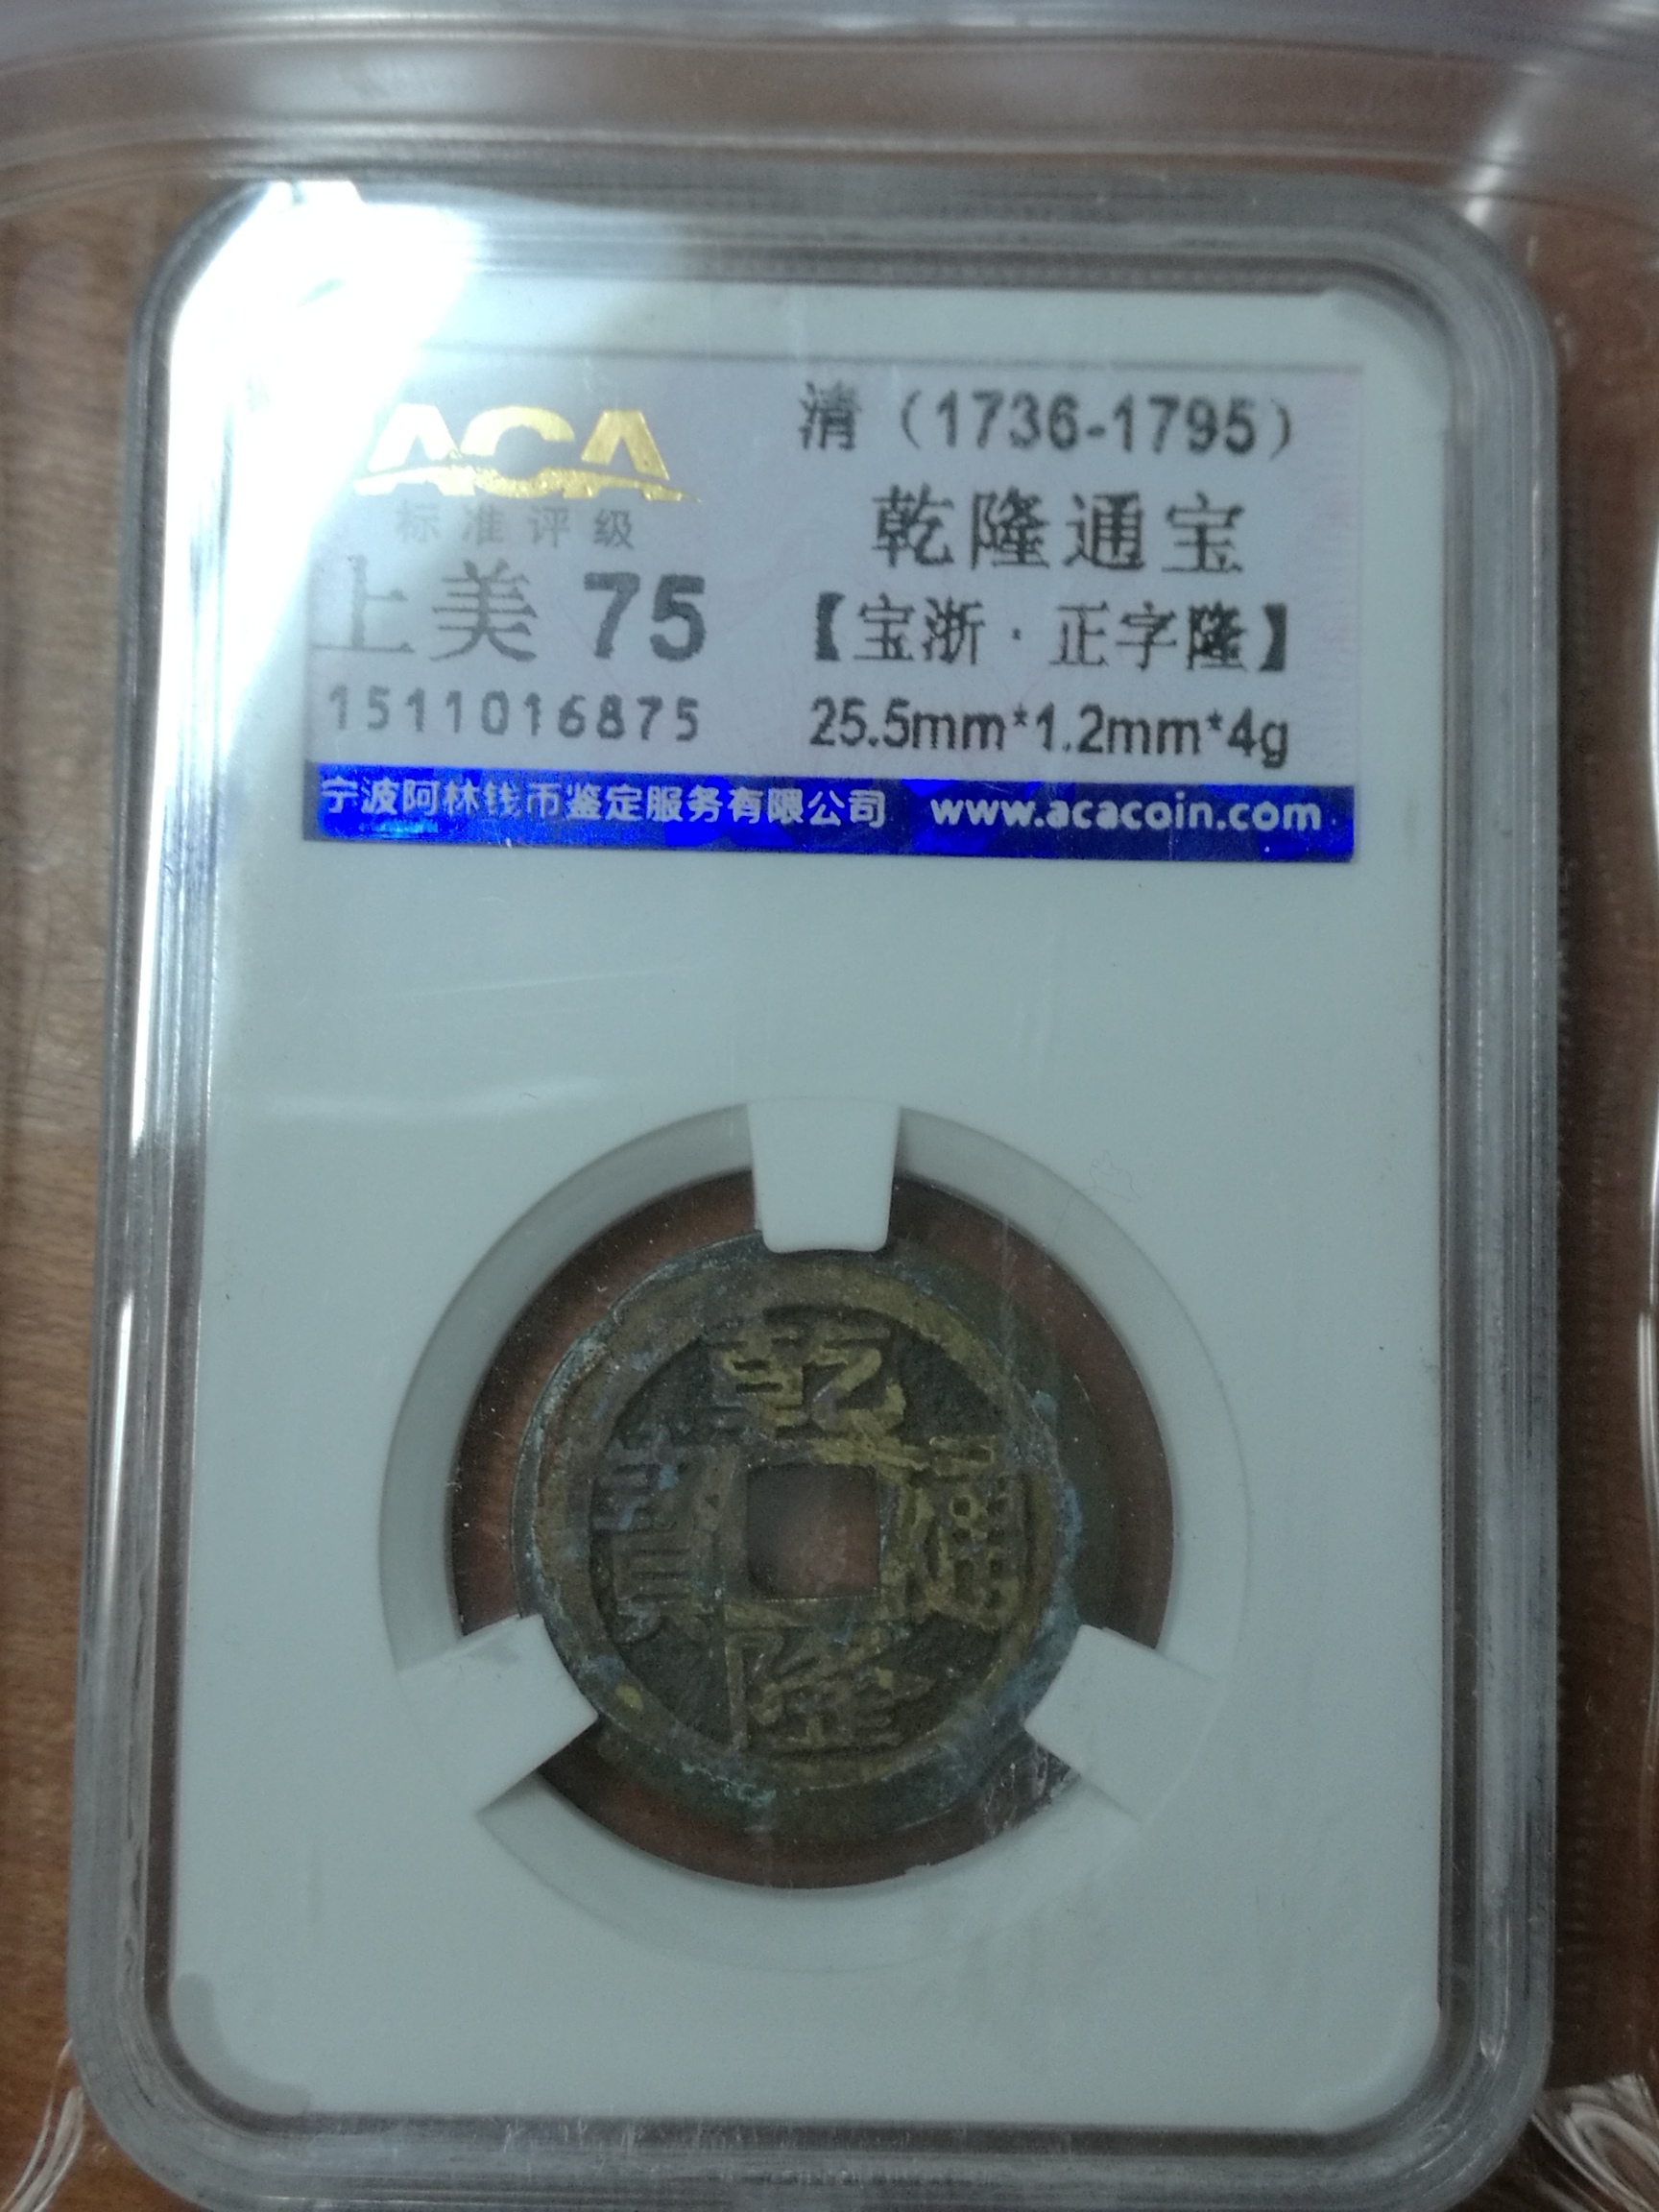 ACA
标准评级
上美 75
1511016875
清（1736-1795）
乾隆通宝
【宝浙·正字隆】
25.5mm*1.2mm*4g
宁波阿林钱币鉴定服务有限公司 www.acacoin.com
乾隆通寶